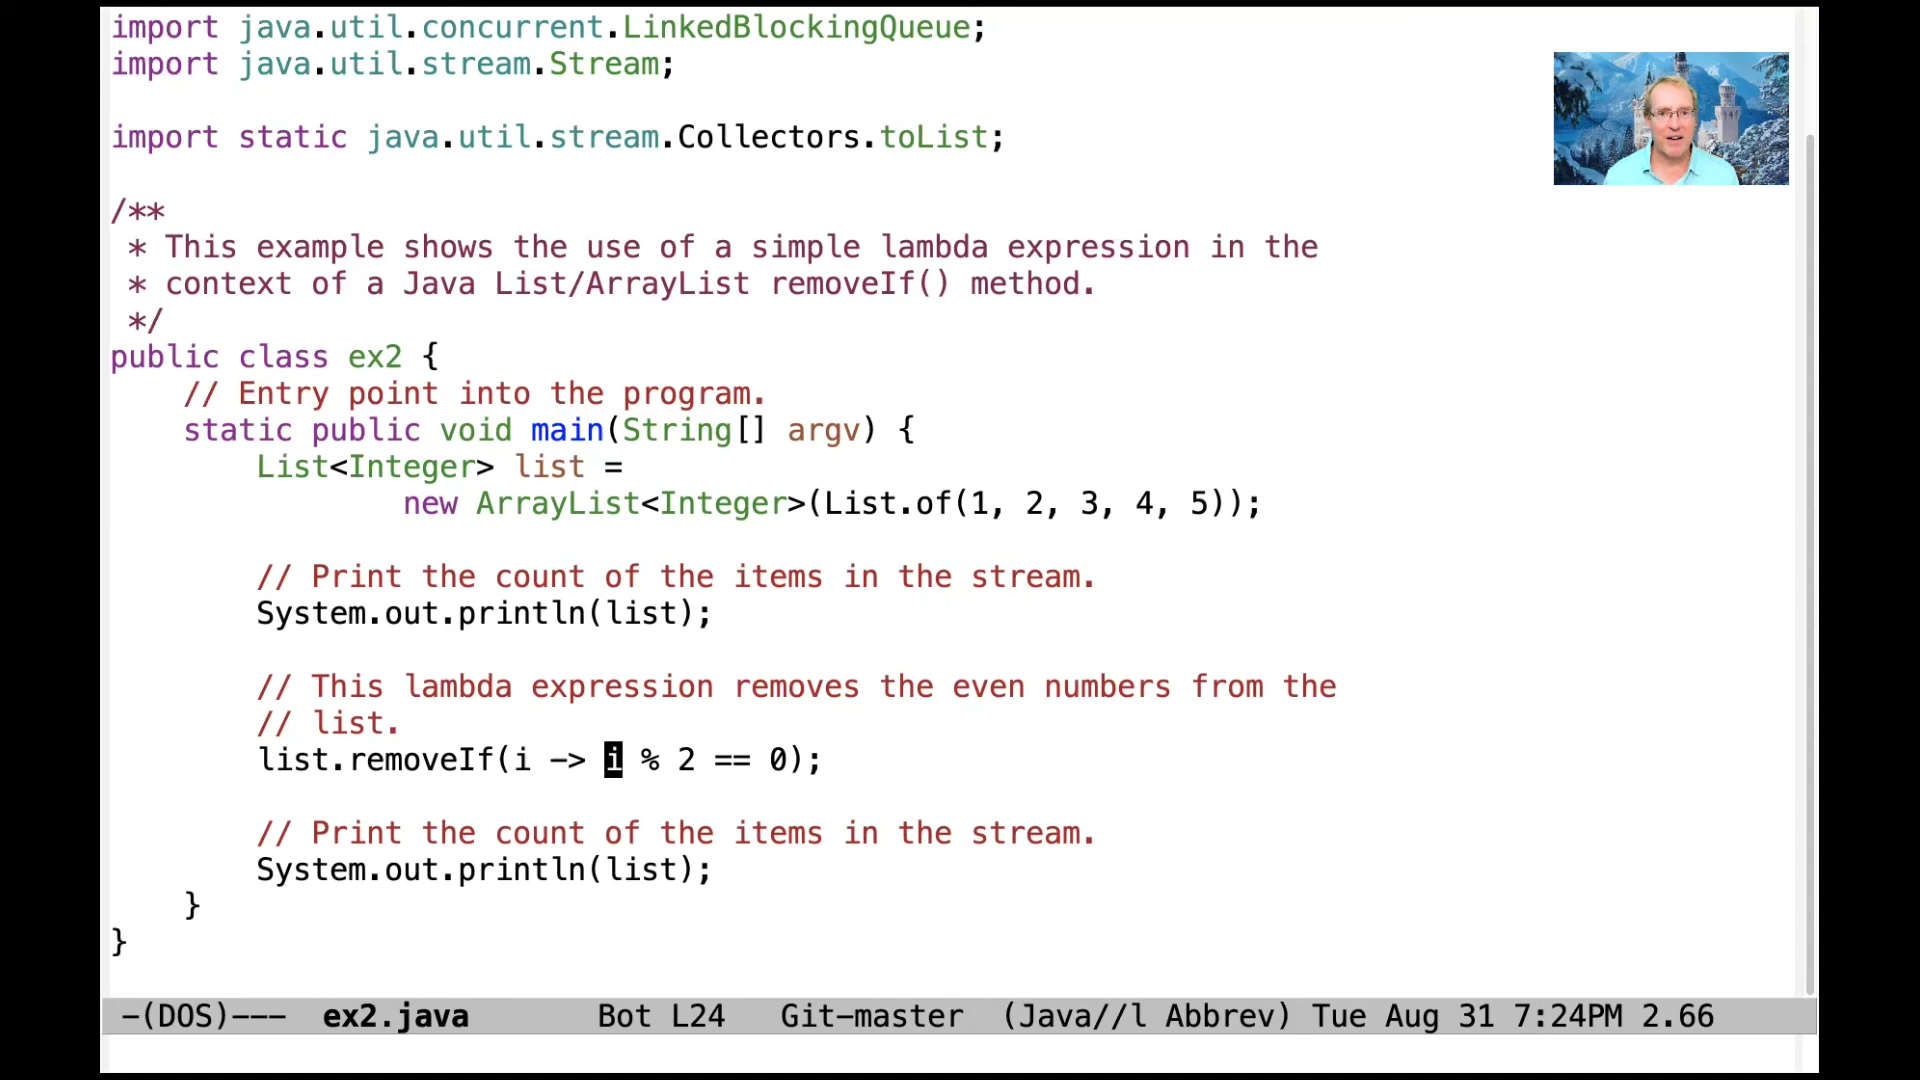 import java.util.concurrent.LinkedBlockingQueue;
import java.util.stream.Stream;
import static java.util.stream.Collectors.toList;
/**
 * This example shows the use of a simple lambda expression in the
 * context of a Java List/ArrayList removeIf() method.
 */
public class ex2 {
    // Entry point into the program.
    static public void main(String[] argv) {
        List<Integer> list =
                new ArrayList<Integer>(List.of(1, 2, 3, 4, 5));
        // Print the count of the items in the stream.
        System.out.println(list);
        // This lambda expression removes the even numbers from the
        // list.
        list.removeIf(i -> i % 2 == 0);
        // Print the count of the items in the stream.
        System.out.println(list);
    }
}
-(DOS)---  ex2.java       Bot L24   Git-master  (Java//l Abbrev) Tue Aug 31 7:24PM 2.66